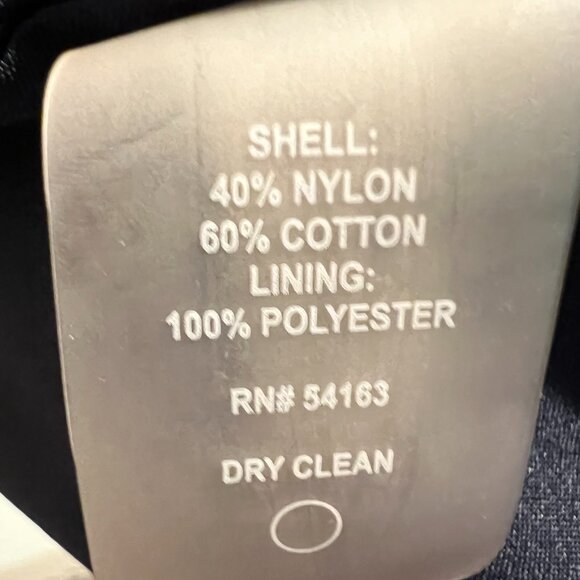 SHELL:
40% NYLON
60% COTTON
LINING:
100% POLYESTER
RN# 54163
DRY CLEAN